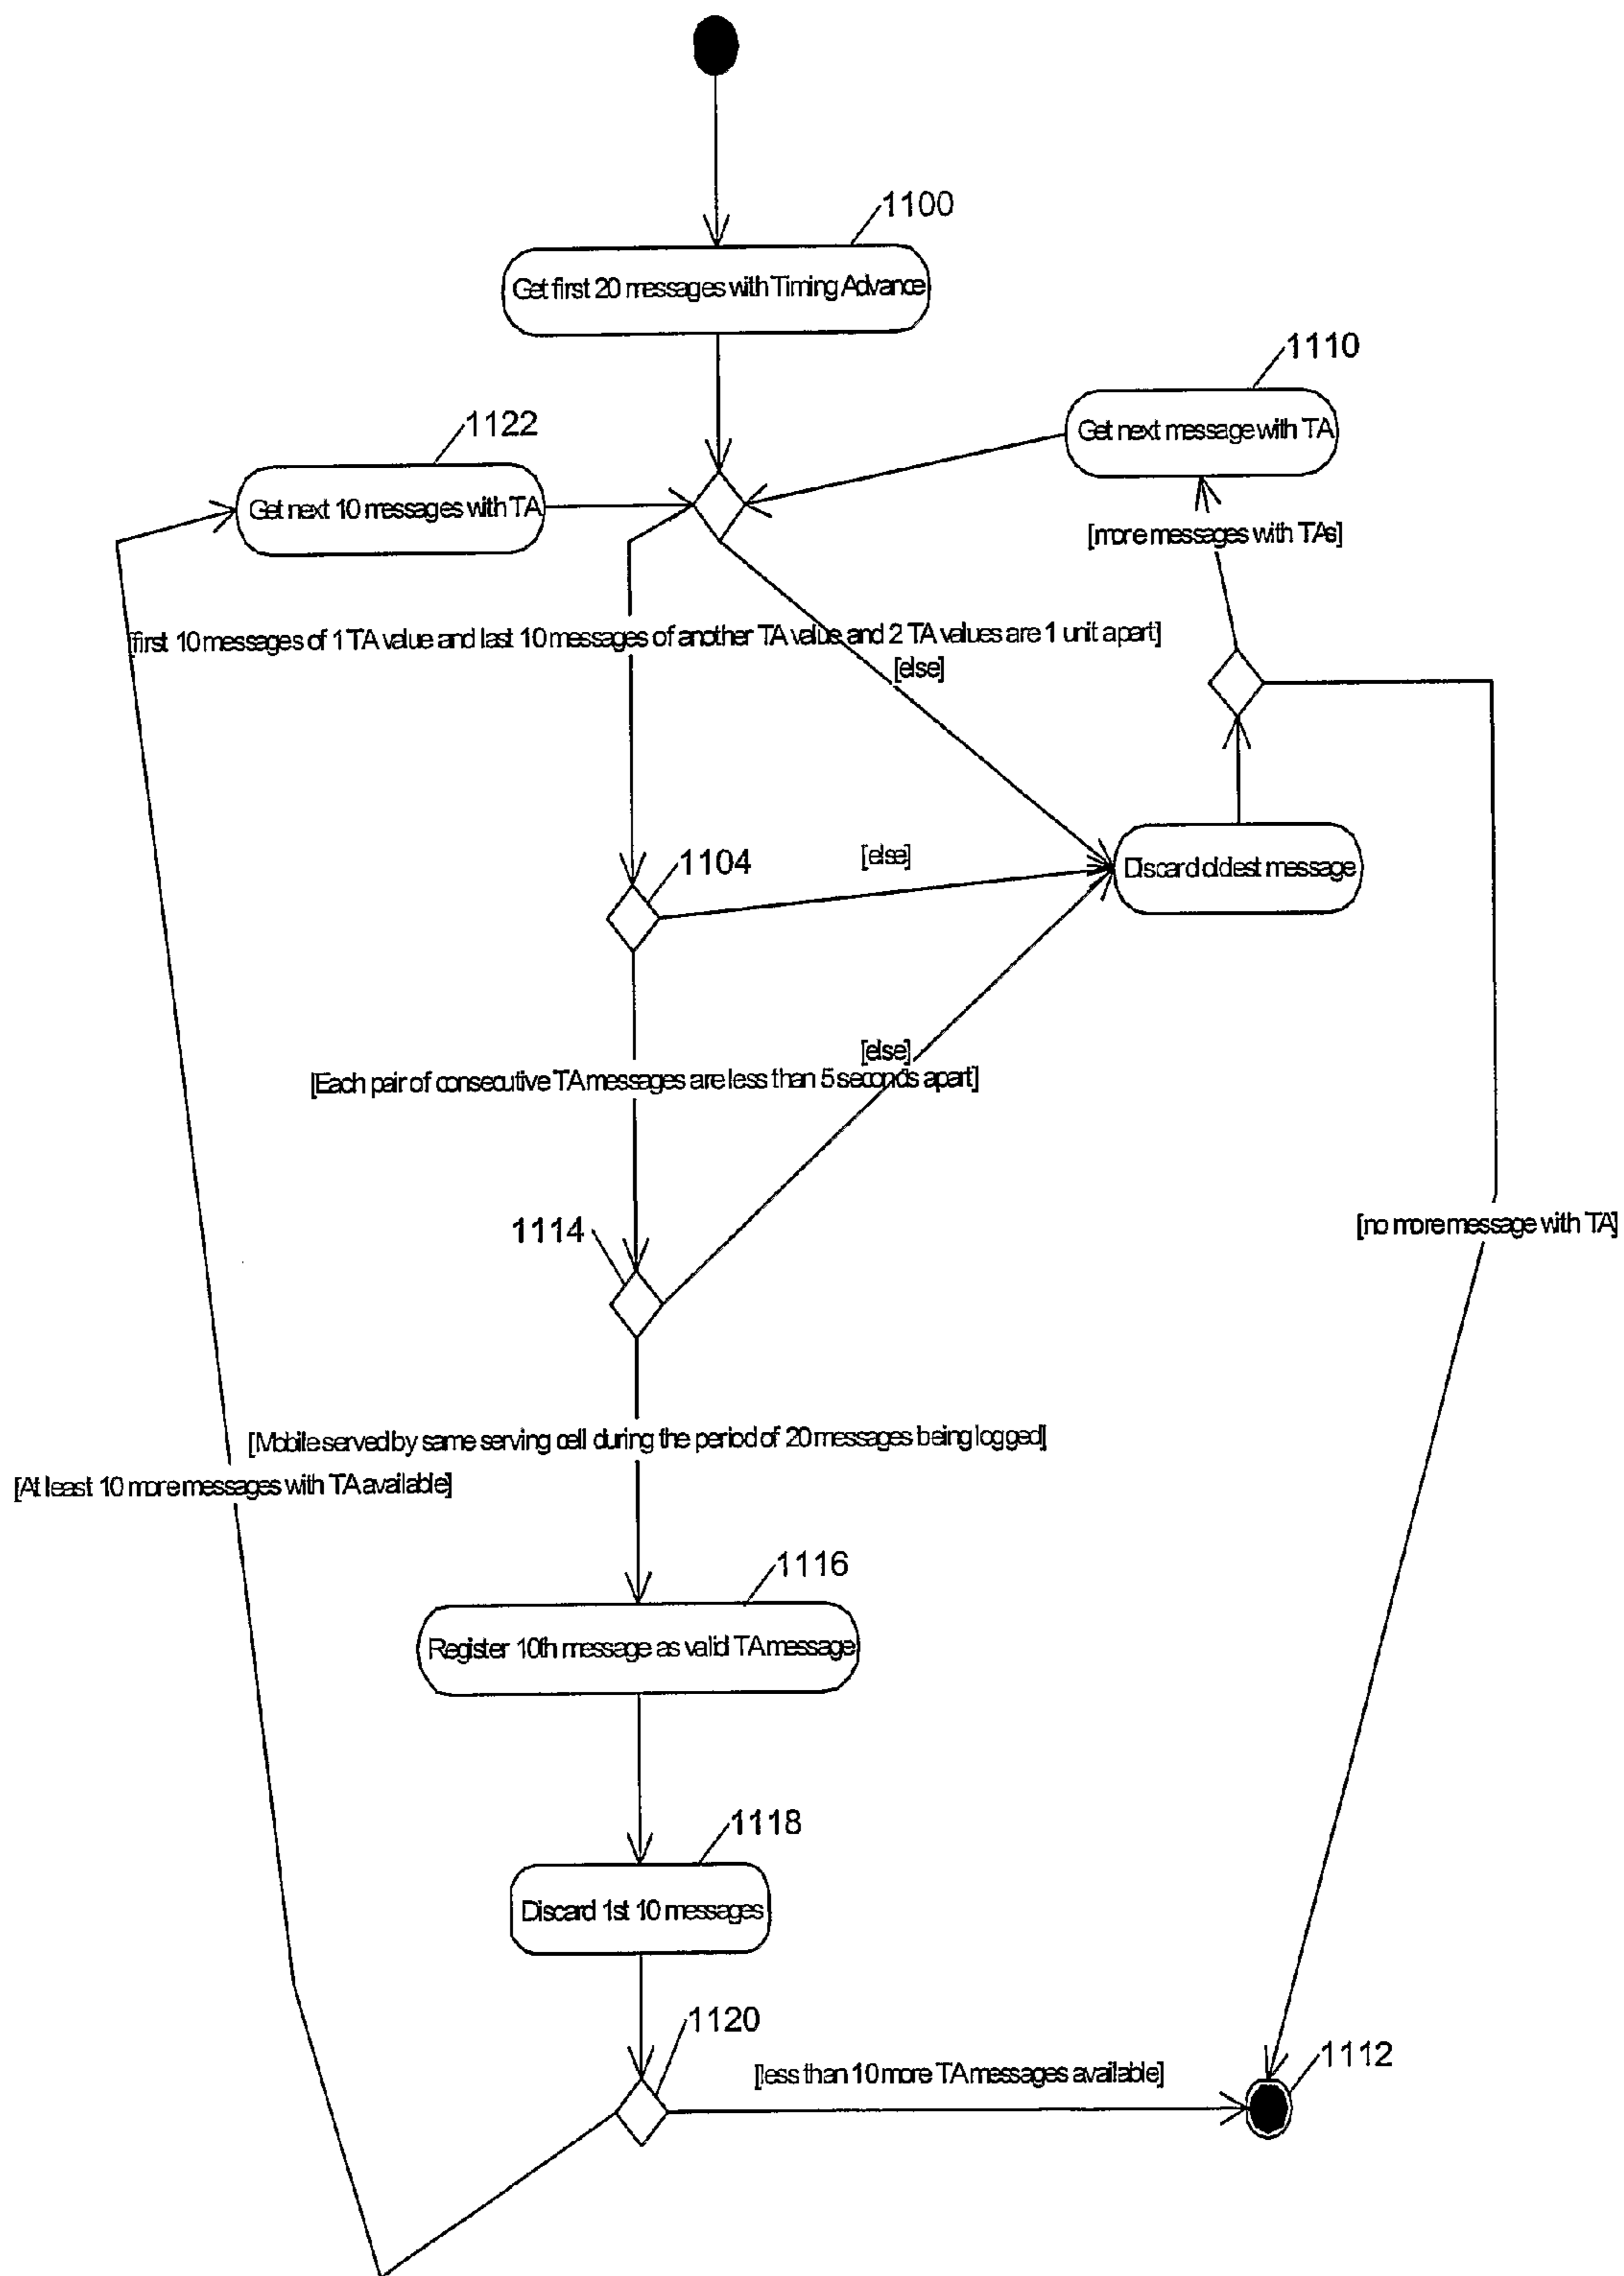 1100
Get first 20 messages with Timing Advance
1110
Get next message with TA
1122
Get next 10 messages with TA
[more messages with TAs]
[first 10 messages of 1 TA value and last 10 messages of another TA value and 2 TA values are 1 unit apart]
[else]
1104
[else]
Discard oldest message
[else]
[Each pair of consecutive TA messages are less than 5 seconds apart]
1114
[no more message with TA]
[Mobile served by same serving cell during the period of 20 messages being logged]
[At least 10 more messages with TA available]
1116
Register 10th message as valid TA message
1118
Discard 1st 10 messages
1120
[less than 10 more TA messages available]
1112